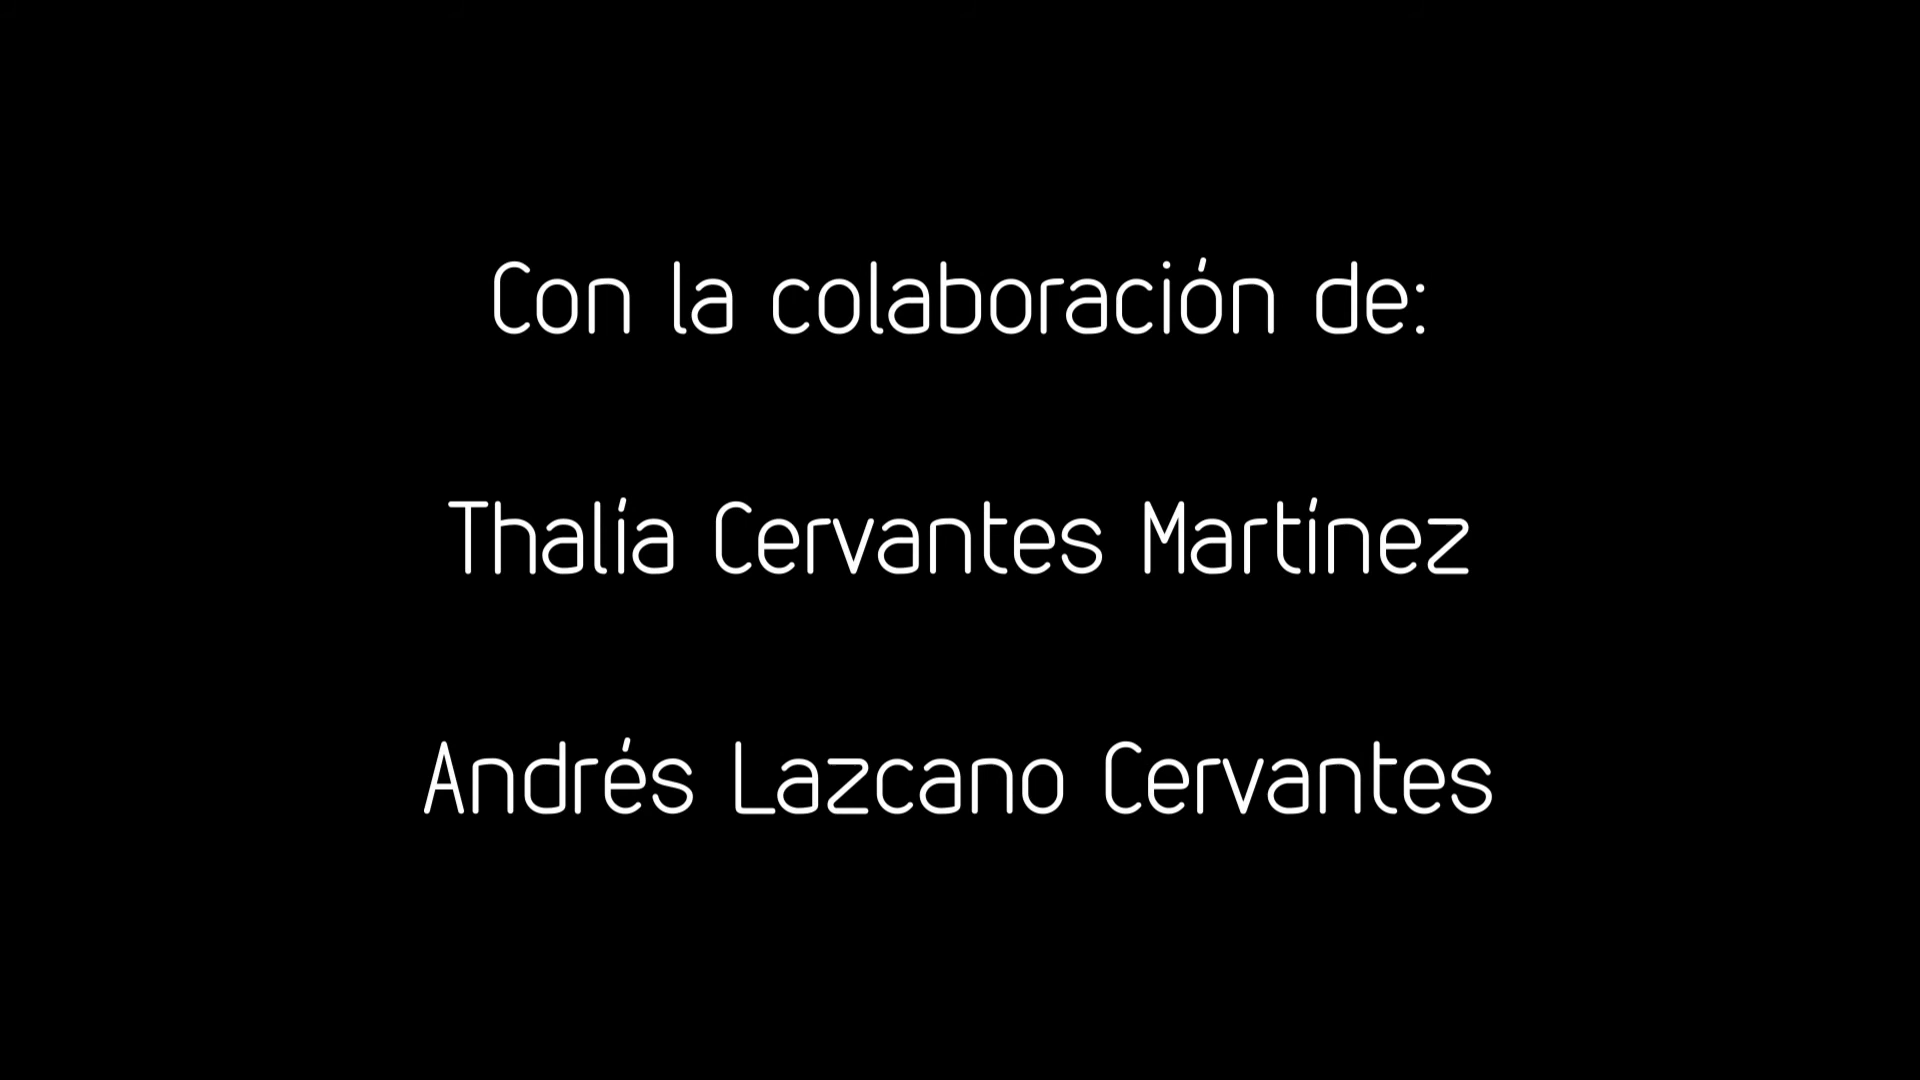 Con la colaboración de:
Thalía Cervantes Martínez
Andrés Lazcano Cervantes